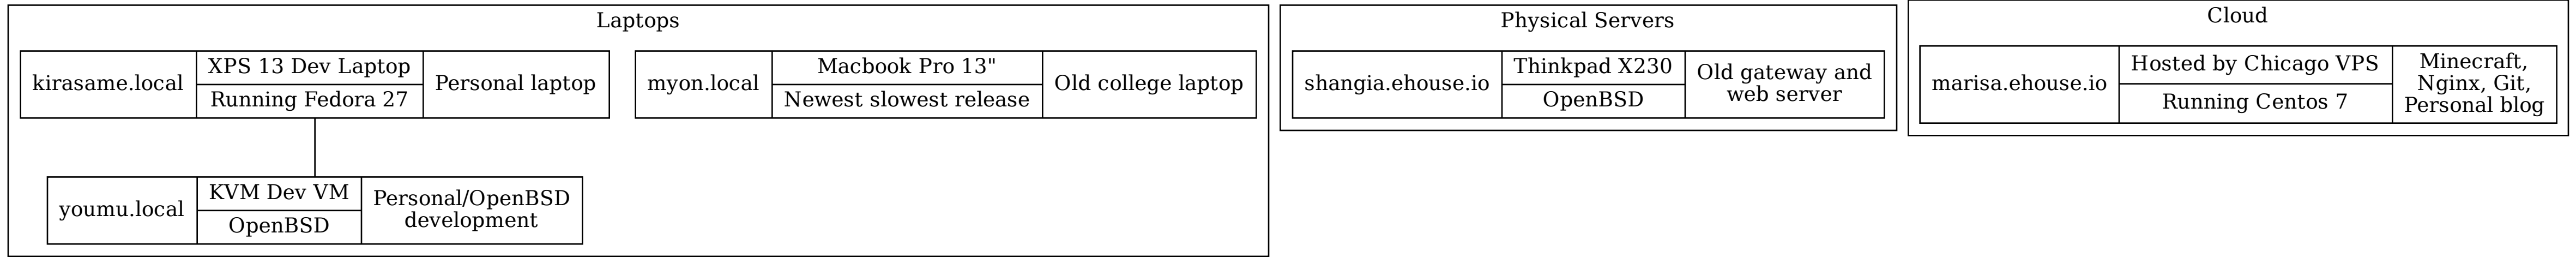 Laptops
kirasame.local
XPS 13 Dev Laptop
Running Fedora 27
Personal laptop
myon.local
Macbook Pro 13"
Newest slowest release
Old college laptop
youmu.local
KVM Dev VM
OpenBSD
Personal/OpenBSD
development
Physical Servers
shangia.ehouse.io
Thinkpad X230
OpenBSD
Old gateway and
web server
Cloud
marisa.ehouse.io
Hosted by Chicago VPS
Running Centos 7
Minecraft,
Nginx, Git,
Personal blog